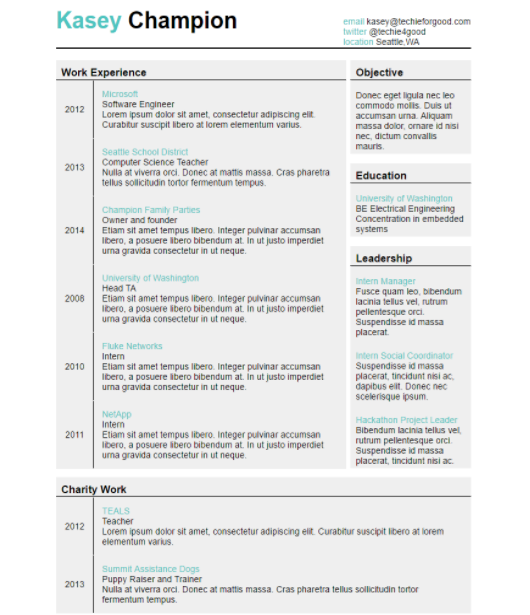 Kasey Champion
email kasey@techieforgood.com
twitter @techie4good
location Seattle,WA
Work Experience
2012
Microsoft
Software Engineer
Lorem ipsum dolor sit amet, consectetur adipiscing elit.
Curabitur suscipit libero at lorem elementum varius.
2013
Seattle School District
Computer Science Teacher
Nulla at viverra orci. Donec at mattis massa. Cras pharetra
tellus sollicitudin tortor fermentum tempus.
2014
Champion Family Parties
Owner and founder
Etiam sit amet tempus libero. Integer pulvinar accumsan
libero, a posuere libero bibendum at. In ut justo imperdiet
urna gravida consectetur in ut neque.
2008
University of Washington
Head TA
Etiam sit amet tempus libero. Integer pulvinar accumsan
libero, a posuere libero bibendum at. In ut justo imperdiet
urna gravida consectetur in ut neque.
2010
Fluke Networks
Intern
Etiam sit amet tempus libero. Integer pulvinar accumsan
libero, a posuere libero bibendum at. In ut justo imperdiet
urna gravida consectetur in ut neque.
2011
NetApp
Intern
Etiam sit amet tempus libero. Integer pulvinar accumsan
libero, a posuere libero bibendum at. In ut justo imperdiet
urna gravida consectetur in ut neque.
Objective
Donec eget ligula nec leo
commodo mollis. Duis ut
accumsan urna. Aliquam
massa dolor, ornare id nisi
nec, dictum convallis
mauris.
Education
University of Washington
BE Electrical Engineering
Concentration in embedded
systems
Leadership
Intern Manager
Fusce quam leo, bibendum
lacinia tellus vel, rutrum
pellentesque orci.
Suspendisse id massa
placerat.
Intern Social Coordinator
Suspendisse id massa
placerat, tincidunt nisi ac,
dapibus elit. Donec nec
scelerisque ipsum.
Hackathon Project Leader
Bibendum lacinia tellus vel,
rutrum pellentesque orci.
Suspendisse id massa
placerat, tincidunt nisi ac.
Charity Work
2012
TEALS
Teacher
Lorem ipsum dolor sit amet, consectetur adipiscing elit. Curabitur suscipit libero at lorem
elementum varius.
2013
Summit Assistance Dogs
Puppy Raiser and Trainer
Nulla at viverra orci. Donec at mattis massa. Cras pharetra tellus sollicitudin tortor
fermentum tempus.